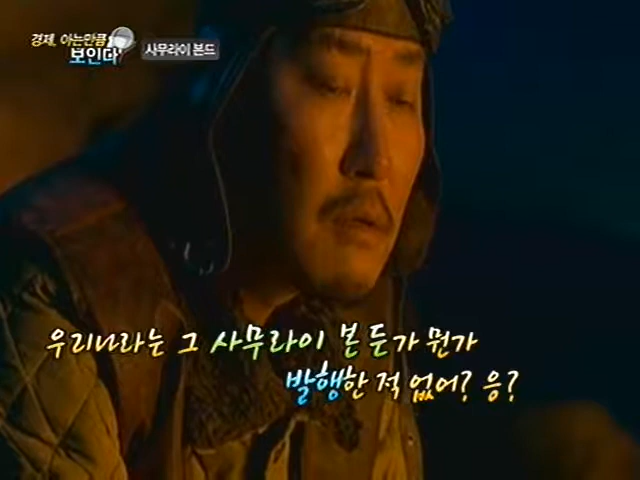 경제, 아는만큼
보인다
사무라이 본드
우리나라는 그 사무라이 본 든가 뭔가
발행한 적 없어? 응?